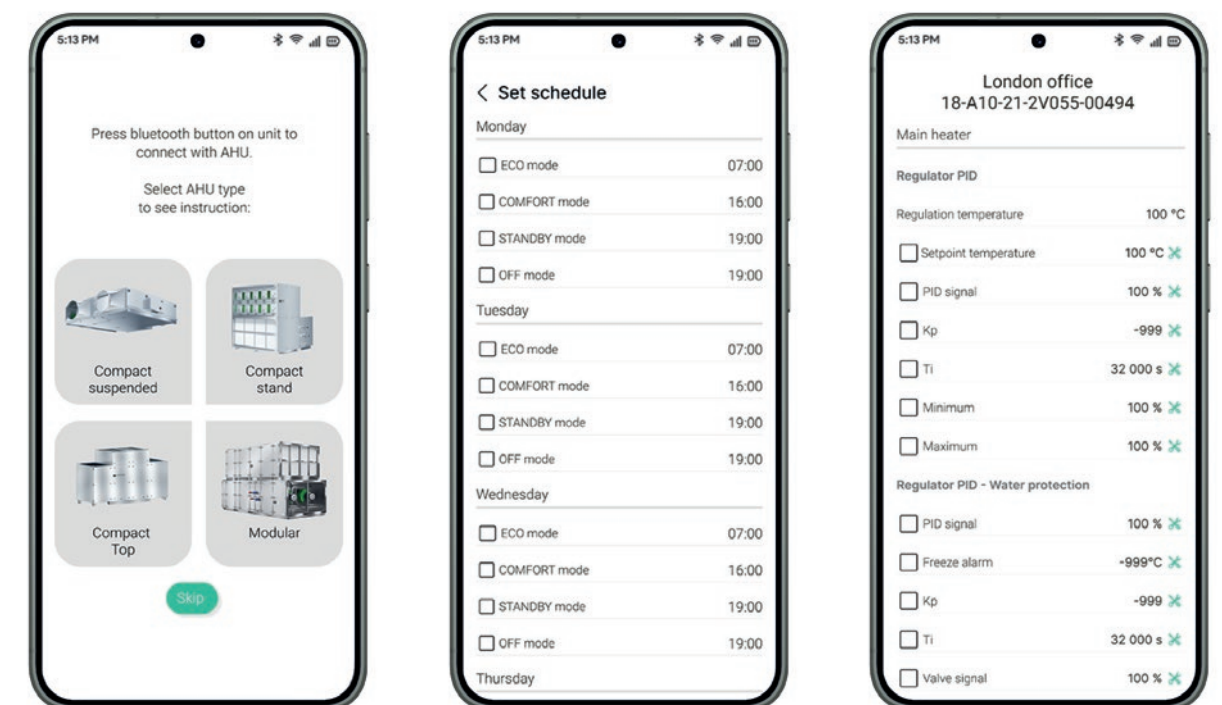 5:13 PM
Press bluetooth button on unit to
connect with AHU.
Select AHU type
to see instruction:
Compact
suspended
Compact
stand
Compact
Top
Modular
Skip
5:13 PM
< Set schedule
Monday
ECO mode 07:00
COMFORT mode 16:00
STANDBY mode 19:00
OFF mode 19:00
Tuesday
ECO mode 07:00
COMFORT mode 16:00
STANDBY mode 19:00
OFF mode 19:00
Wednesday
ECO mode 07:00
COMFORT mode 16:00
STANDBY mode 19:00
OFF mode 19:00
Thursday
5:13 PM
London office
18-A10-21-2V055-00494
Main heater
Regulator PID
Regulation temperature 100 °C
Setpoint temperature 100 °C
PID signal 100 %
Kp -999
Ti 32 000 s
Minimum 100 %
Maximum 100 %
Regulator PID - Water protection
PID signal 100 %
Freeze alarm -999°C
Kp -999
Ti 32 000 s
Valve signal 100 %